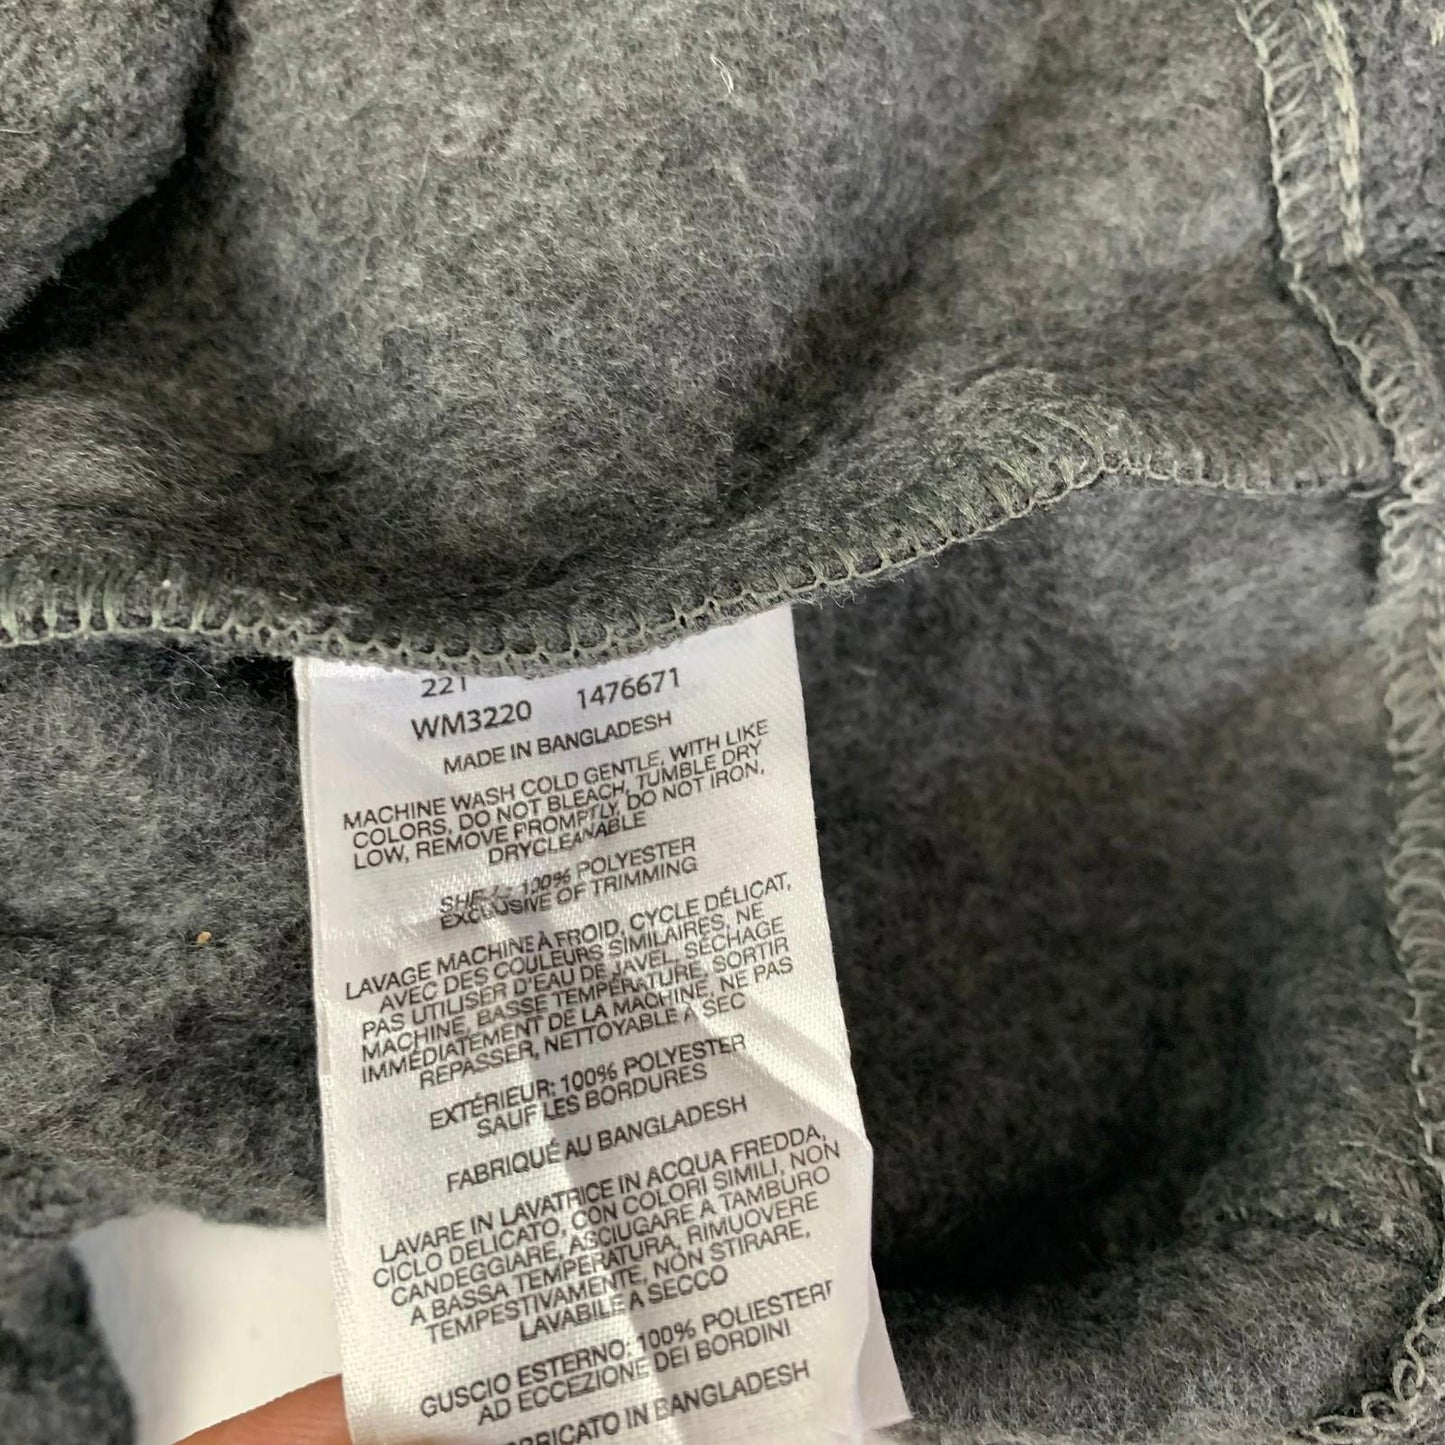 221
WM3220 1476671
MADE IN BANGLADESH
MACHINE WASH COLD GENTLE, WITH LIKE
COLORS, DO NOT BLEACH, TUMBLE DRY
LOW, REMOVE PROMPTLY, DO NOT IRON,
DRYCLEANABLE
100% POLYESTER
EXCLUSIVE OF TRIMMING
LAVAGE MACHINE À FROID, CYCLE DÉLICAT,
AVEC DES COULEURS SIMILAIRES, NE
PAS UTILISER D'EAU DE JAVEL, SÉCHAGE
MACHINE, BASSE TEMPÉRATURE, SORTIR
IMMÉDIATEMENT DE LA MACHINE, NE PAS
REPASSER, NETTOYABLE À SEC
EXTÉRIEUR: 100% POLYESTER
SAUF LES BORDURES
FABRIQUÉ AU BANGLADESH
LAVARE IN LAVATRICE IN ACQUA FREDDA,
CICLO DELICATO, CON COLORI SIMILI, NON
CANDEGGIARE, ASCIUGARE A TAMBURO
A BASSA TEMPERATURA, RIMUOVERE
TEMPESTIVAMENTE, NON STIRARE,
LAVABILE A SECCO
GUSCIO ESTERNO: 100% POLIESTERE
AD ECCEZIONE DEI BORDINI
IN BANGLADESH